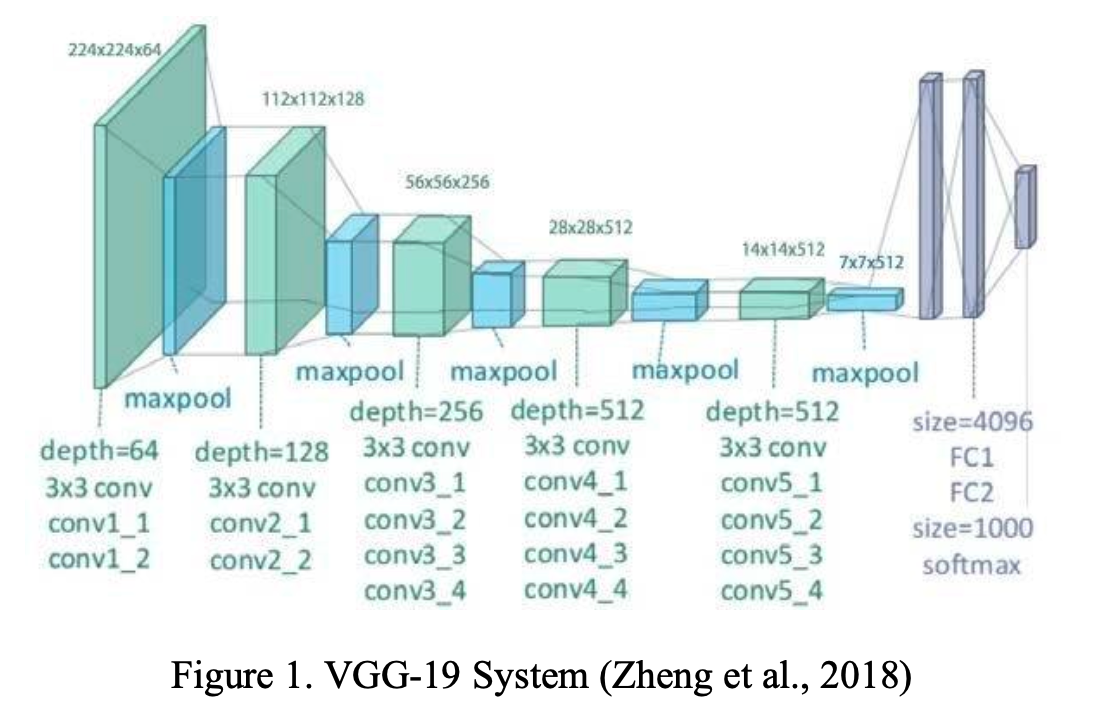 224x224x64
112x112x128
56x56x256
28x28x512
14x14x512
7x7x512
maxpool
maxpool
maxpool
maxpool
maxpool
depth=64
3x3 conv
conv1_1
conv1_2
depth=128
3x3 conv
conv2_1
conv2_2
depth=256
3x3 conv
conv3_1
conv3_2
conv3_3
conv3_4
depth=512
3x3 conv
conv4_1
conv4_2
conv4_3
conv4_4
depth=512
3x3 conv
conv5_1
conv5_2
conv5_3
conv5_4
size=4096
FC1
FC2
size=1000
softmax
Figure 1. VGG-19 System (Zheng et al., 2018)